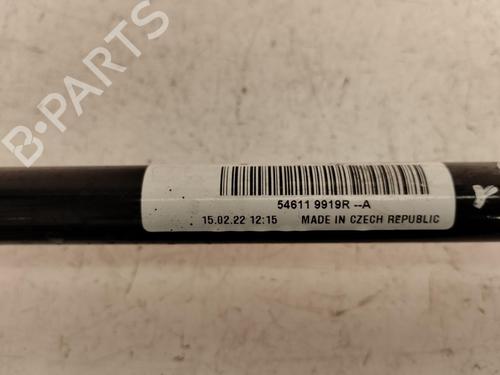 B-PARTS
54611 9919R --A
15.02.22 12:15 MADE IN CZECH REPUBLIC